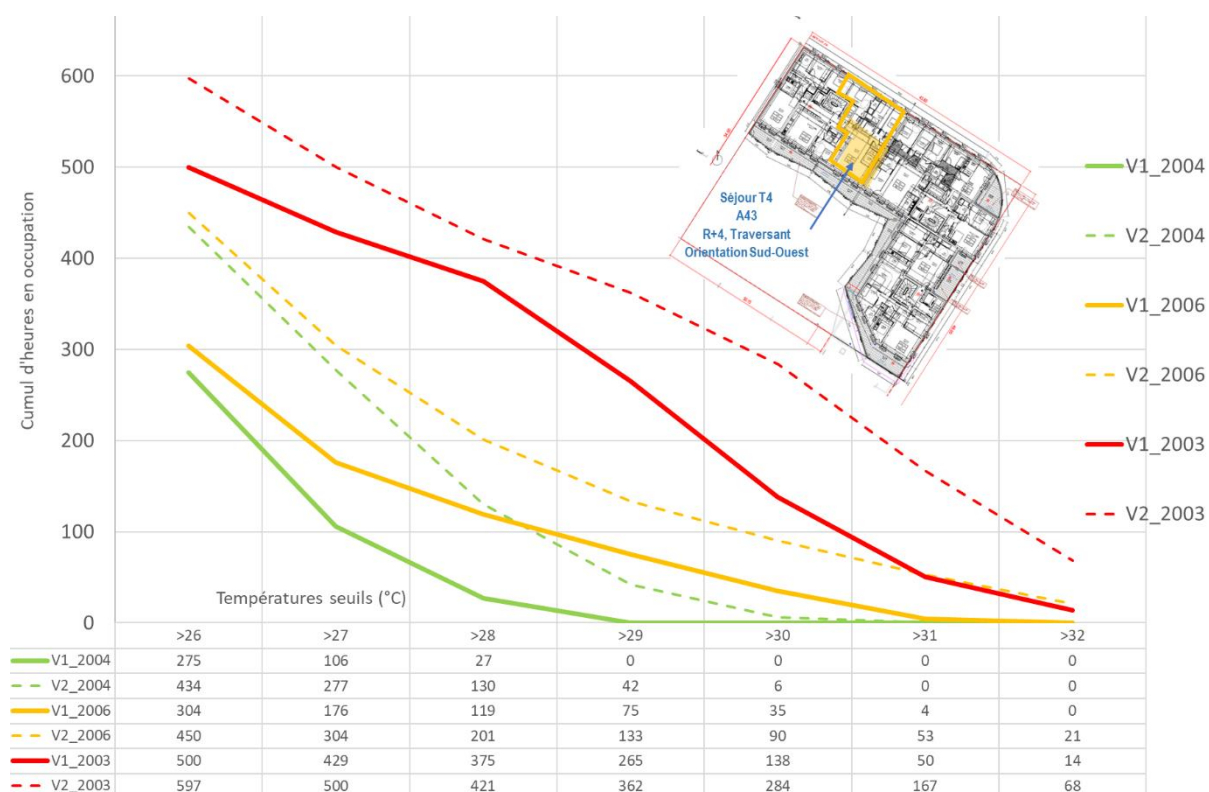 600
500
400
300
200
100
0
Cumul d'heures en occupation
Températures seuils (°C)
Séjour T4
A43
R+4, Traversant
Orientation Sud-Ouest
V1_2004
V2_2004
V1_2006
V2_2006
V1_2003
V2_2003
>26 >27 >28 >29 >30 >31 >32
V1_2004 275 106 27 0 0 0 0
V2_2004 434 277 130 42 6 0 0
V1_2006 304 176 119 75 35 4 0
V2_2006 450 304 201 133 90 53 21
V1_2003 500 429 375 265 138 50 14
V2_2003 597 500 421 362 284 167 68